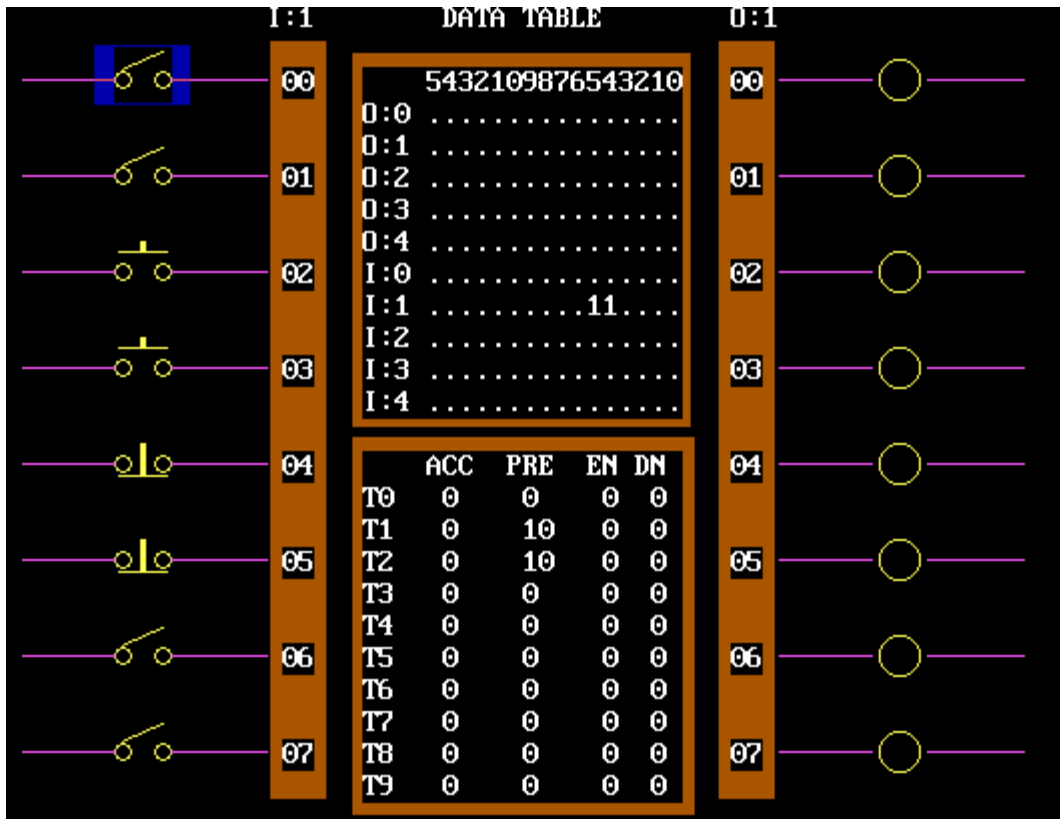 I:1 DATA TABLE O:1
00 5432109876543210 00
O:0 ................
O:1 ................
01 O:2 ................ 01
O:3 ................
O:4 ................
02 I:0 ................ 02
I:1 ..........11....
I:2 ................
03 I:3 ................ 03
I:4 ................
04 ACC PRE EN DN 04
T0 0 0 0 0
T1 0 10 0 0
05 T2 0 10 0 0 05
T3 0 0 0 0
T4 0 0 0 0
06 T5 0 0 0 0 06
T6 0 0 0 0
T7 0 0 0 0
07 T8 0 0 0 0 07
T9 0 0 0 0